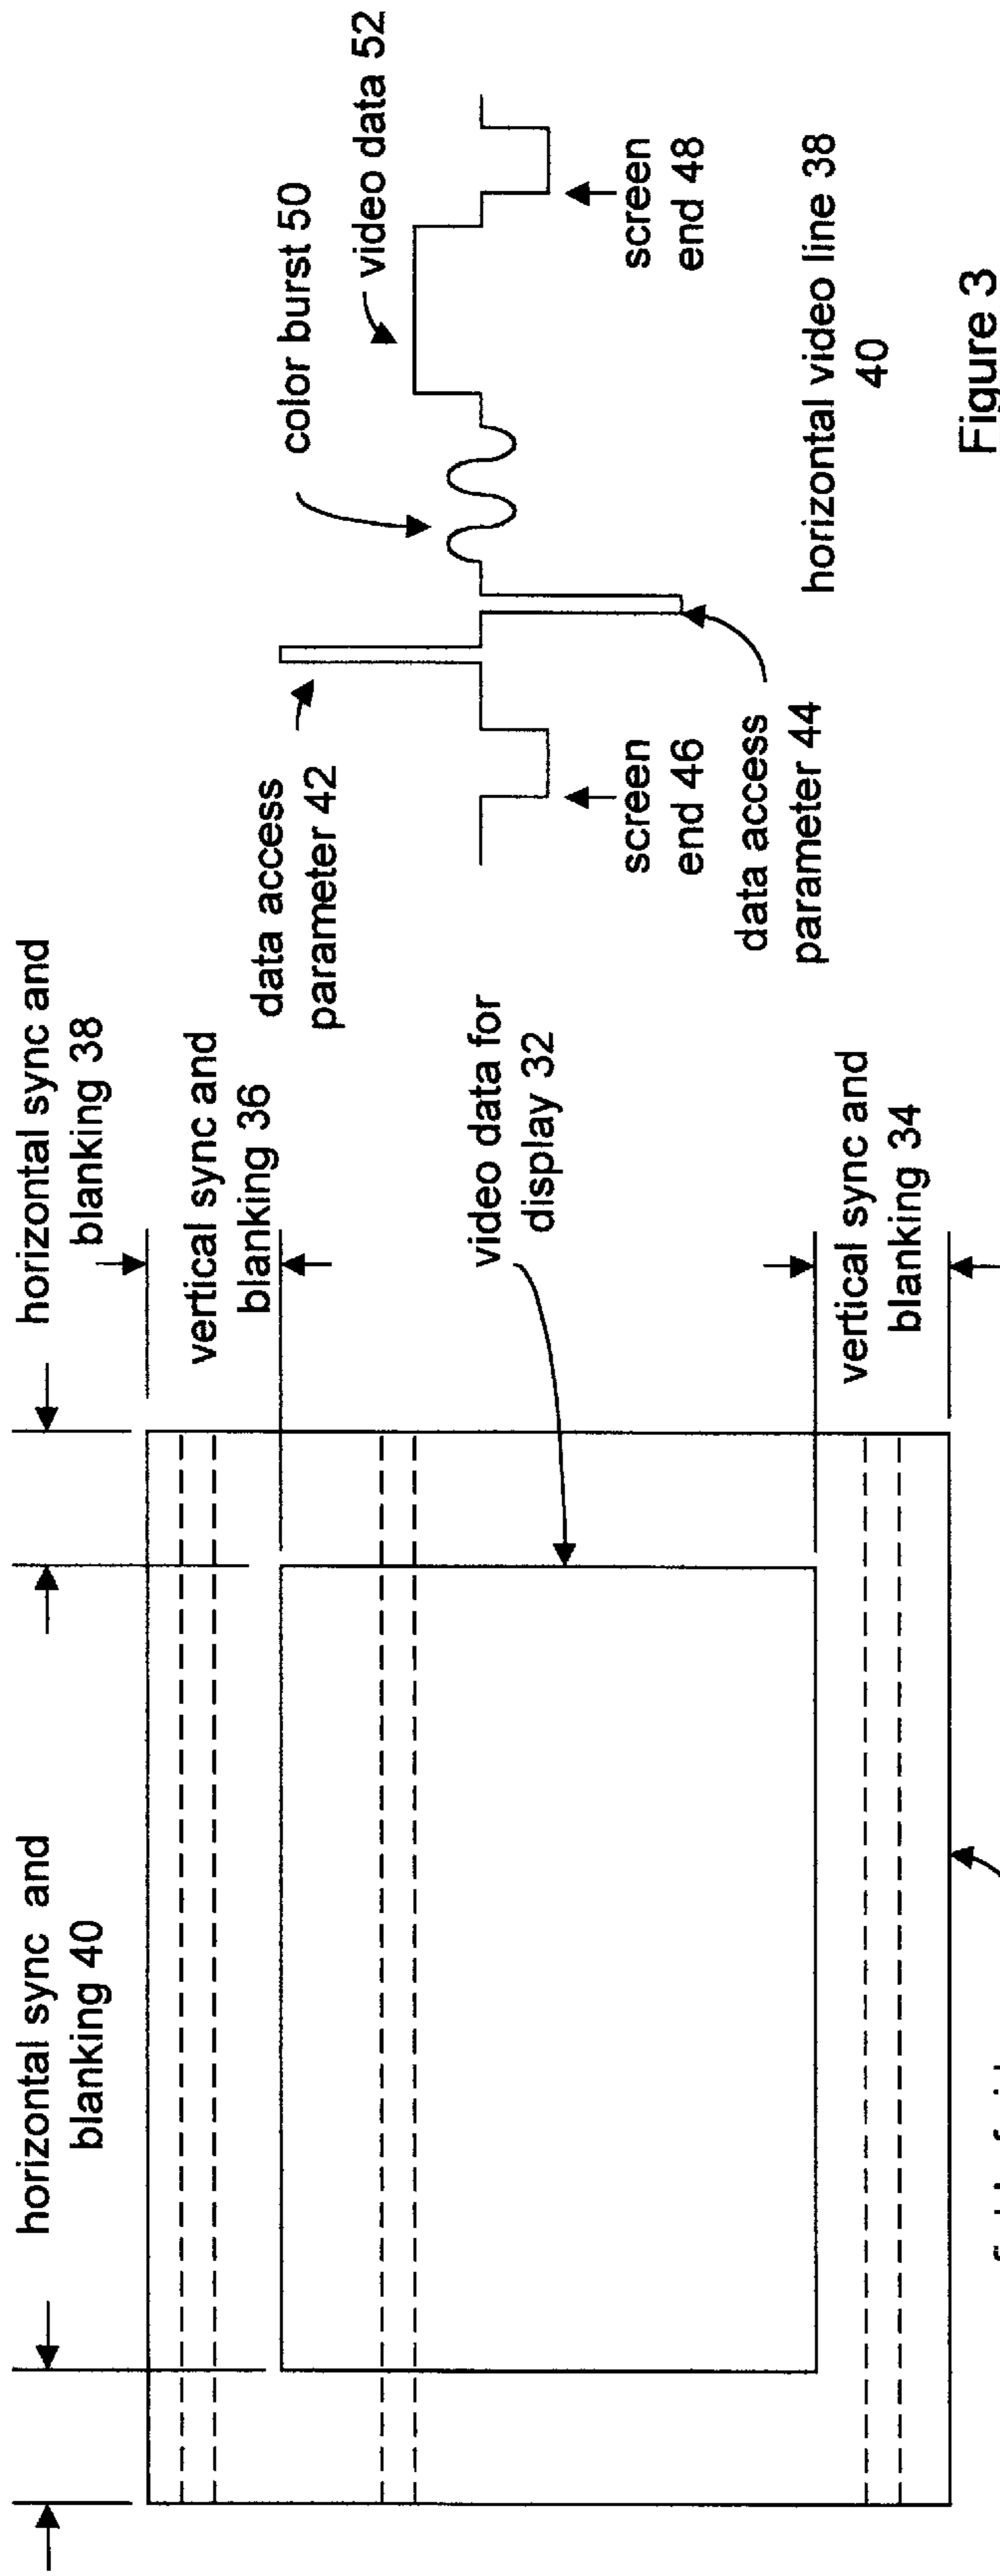 horizontal sync and
blanking 40
horizontal sync and
blanking 38
vertical sync and
blanking 36
video data for
display 32
vertical sync and
blanking 34
data access
parameter 42
color burst 50
video data 52
screen
end 46
screen
end 48
data access
parameter 44
horizontal video line 38
40
Figure 3